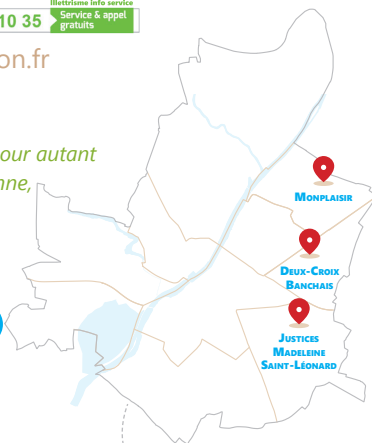 Illettrisme info service
10 35 Service & appel
gratuits
on.fr
our autant
nne,
MONPLAISIR
DEUX-CROIX
BANCHAIS
JUSTICES
MADELEINE
SAINT-LÉONARD